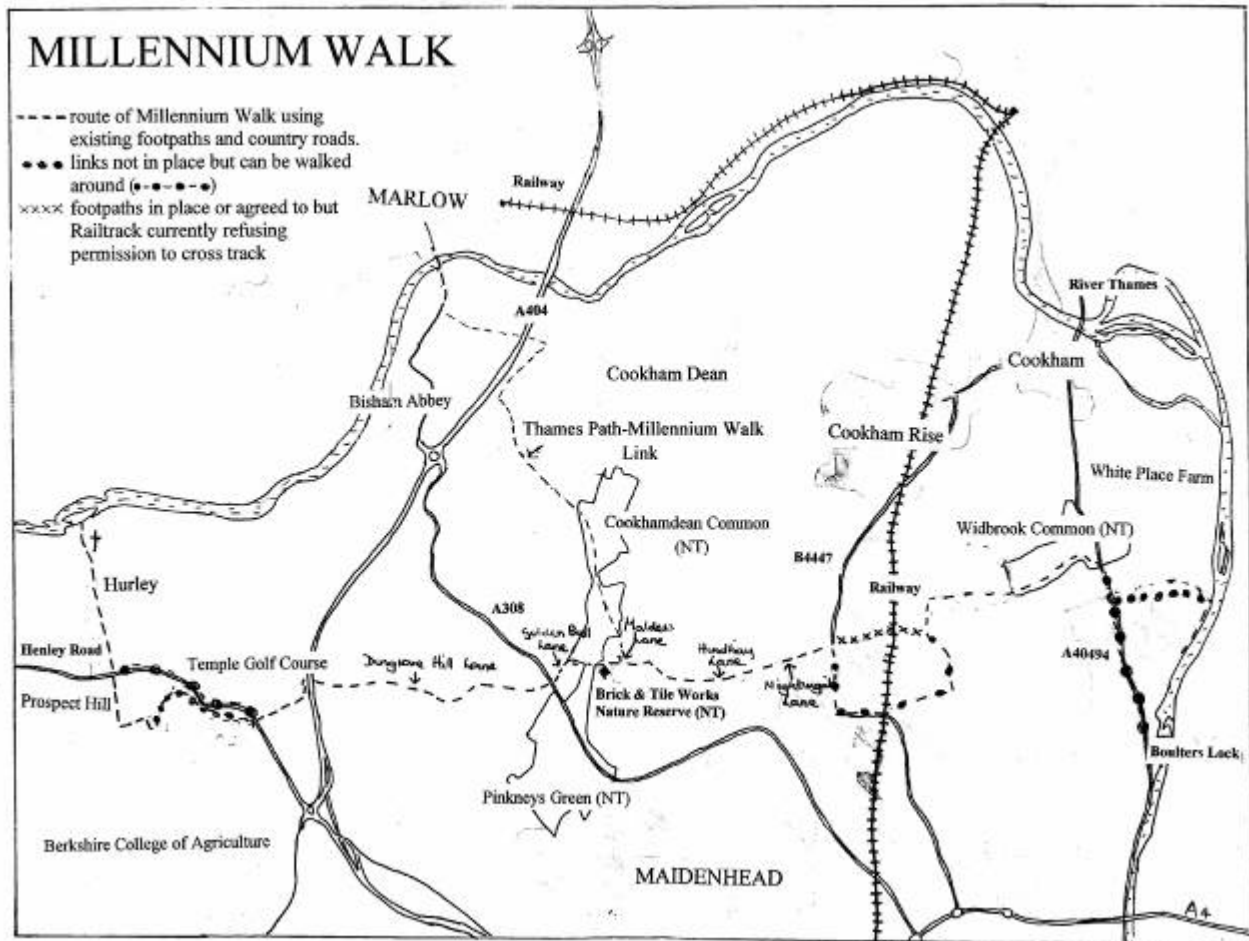 MILLENNIUM WALK
route of Millennium Walk using
existing footpaths and country roads.
links not in place but can be walked
around ( )
footpaths in place or agreed to but
Railtrack currently refusing
permission to cross track
Railway
MARLOW
A404
River Thames
Cookham
Cookham Dean
Bisham Abbey
Thames Path-Millennium Walk
Link
Cookham Rise
White Place Farm
Cookhamdean Common
(NT)
Widbrook Common (NT)
B4447
Hurley
Railway
A308
Golden Ball
Lane
Malders
Lane
Henley Road
Temple Golf Course
Dungrove Hill Lane
Hindhay
Lane
A40494
Prospect Hill
Brick & Tile Works
Nature Reserve (NT)
Nightingale
Lane
Boulters Lock
Pinkneys Green (NT)
Berkshire College of Agriculture
MAIDENHEAD
A4